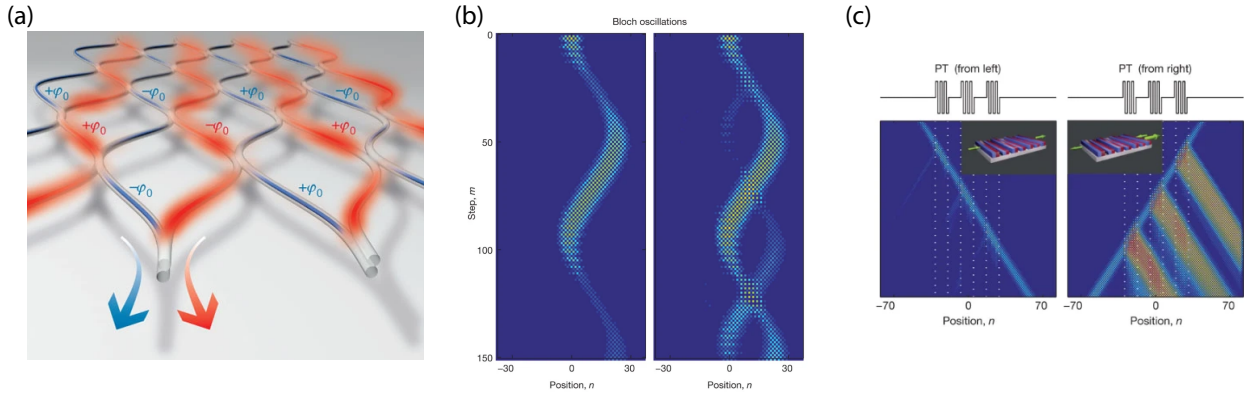 (a)
+φ₀
−φ₀
+φ₀
−φ₀
+φ₀
−φ₀
+φ₀
−φ₀
+φ₀
(b)
Bloch oscillations
0
50
100
150
Step, m
−30
0
30
−30
0
30
Position, n
Position, n
(c)
PT (from left)
PT (from right)
−70
0
70
−70
0
70
Position, n
Position, n